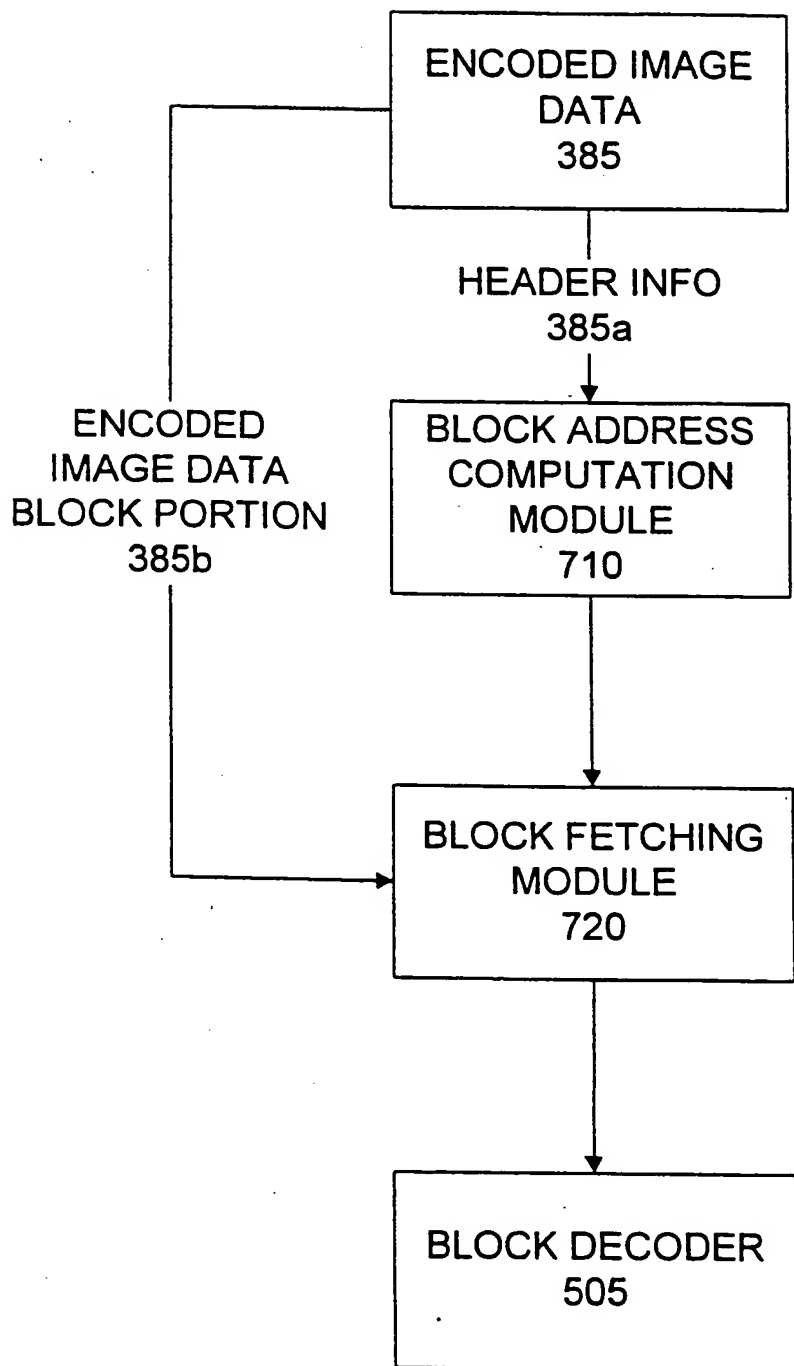 ENCODED IMAGE
DATA
385
HEADER INFO
385a
ENCODED
IMAGE DATA
BLOCK PORTION
385b
BLOCK ADDRESS
COMPUTATION
MODULE
710
BLOCK FETCHING
MODULE
720
BLOCK DECODER
505